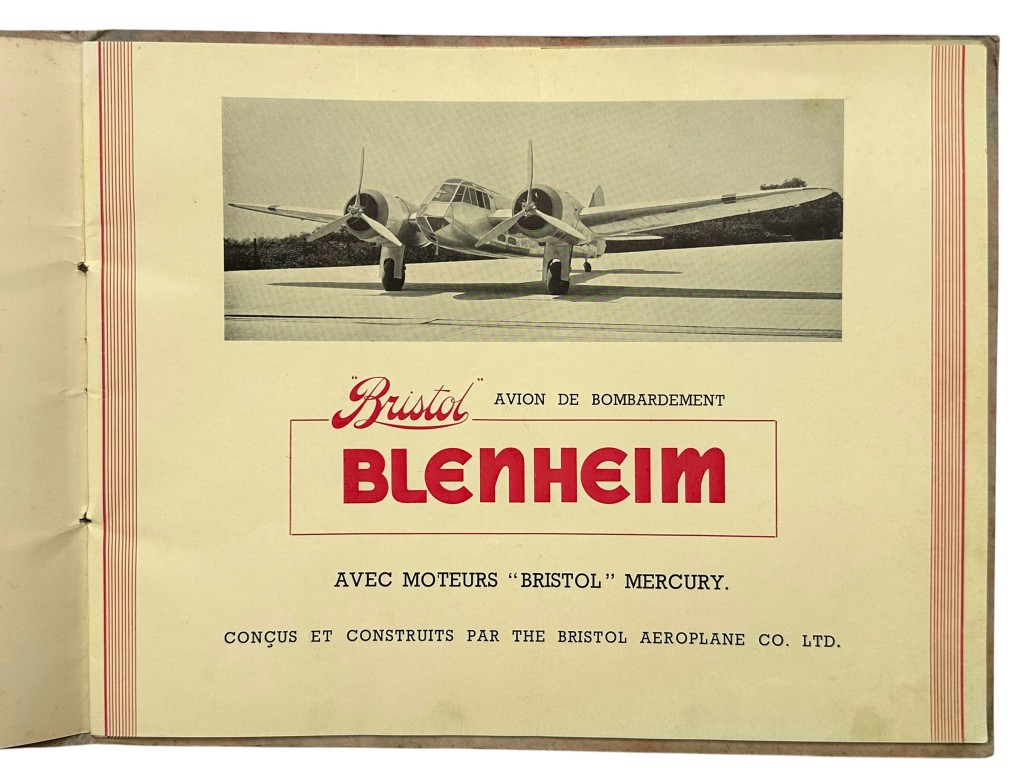 "Bristol" AVION DE BOMBARDEMENT
BLENHEIM
AVEC MOTEURS “BRISTOL” MERCURY.
CONÇUS ET CONSTRUITS PAR THE BRISTOL AEROPLANE CO. LTD.